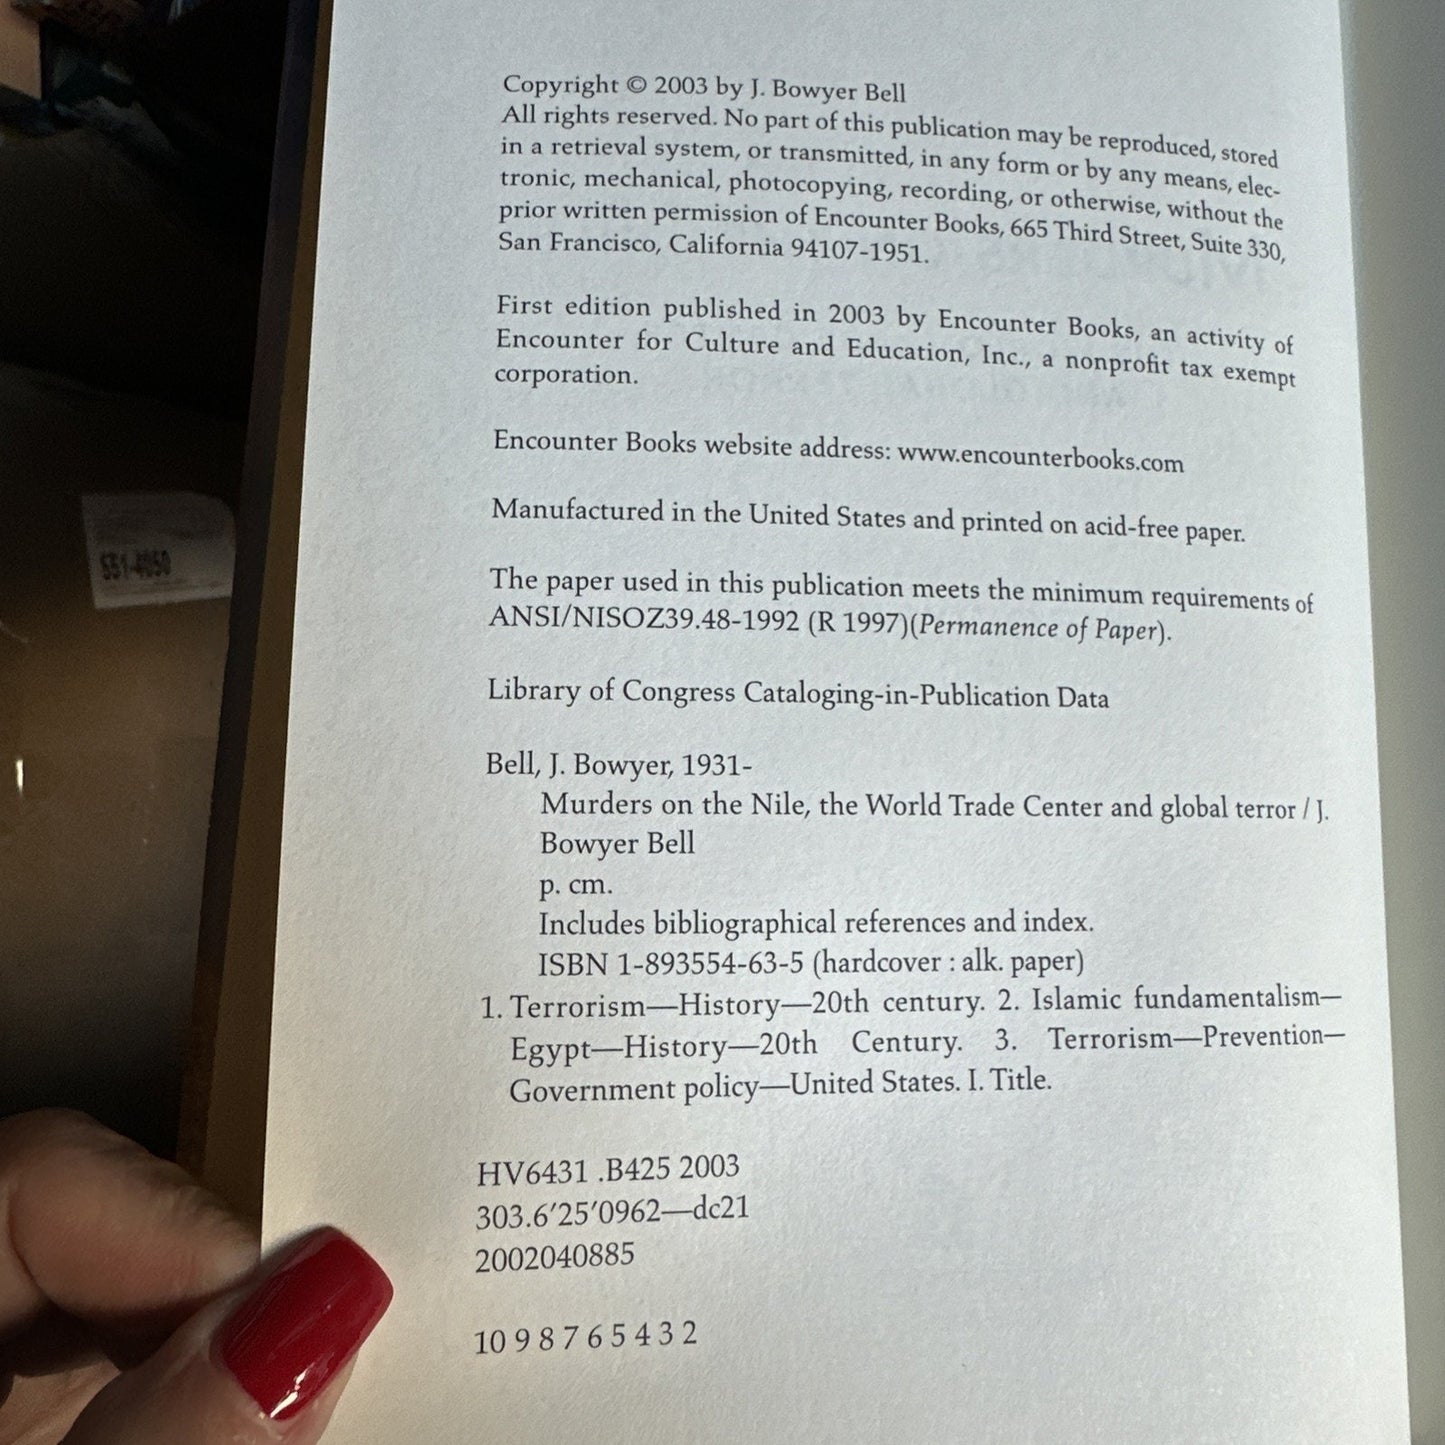 Copyright © 2003 by J. Bowyer Bell
All rights reserved. No part of this publication may be reproduced, stored
in a retrieval system, or transmitted, in any form or by any means, elec-
tronic, mechanical, photocopying, recording, or otherwise, without the
prior written permission of Encounter Books, 665 Third Street, Suite 330,
San Francisco, California 94107-1951.
First edition published in 2003 by Encounter Books, an activity of
Encounter for Culture and Education, Inc., a nonprofit tax exempt
corporation.
Encounter Books website address: www.encounterbooks.com
Manufactured in the United States and printed on acid-free paper.
The paper used in this publication meets the minimum requirements of
ANSI/NISOZ39.48-1992 (R 1997)(Permanence of Paper).
Library of Congress Cataloging-in-Publication Data
Bell, J. Bowyer, 1931-
Murders on the Nile, the World Trade Center and global terror / J.
Bowyer Bell
p. cm.
Includes bibliographical references and index.
ISBN 1-893554-63-5 (hardcover : alk. paper)
1. Terrorism—History—20th century. 2. Islamic fundamentalism—
Egypt—History—20th Century. 3. Terrorism—Prevention—
Government policy—United States. I. Title.
HV6431 .B425 2003
303.6′25′0962—dc21
2002040885
10 9 8 7 6 5 4 3 2